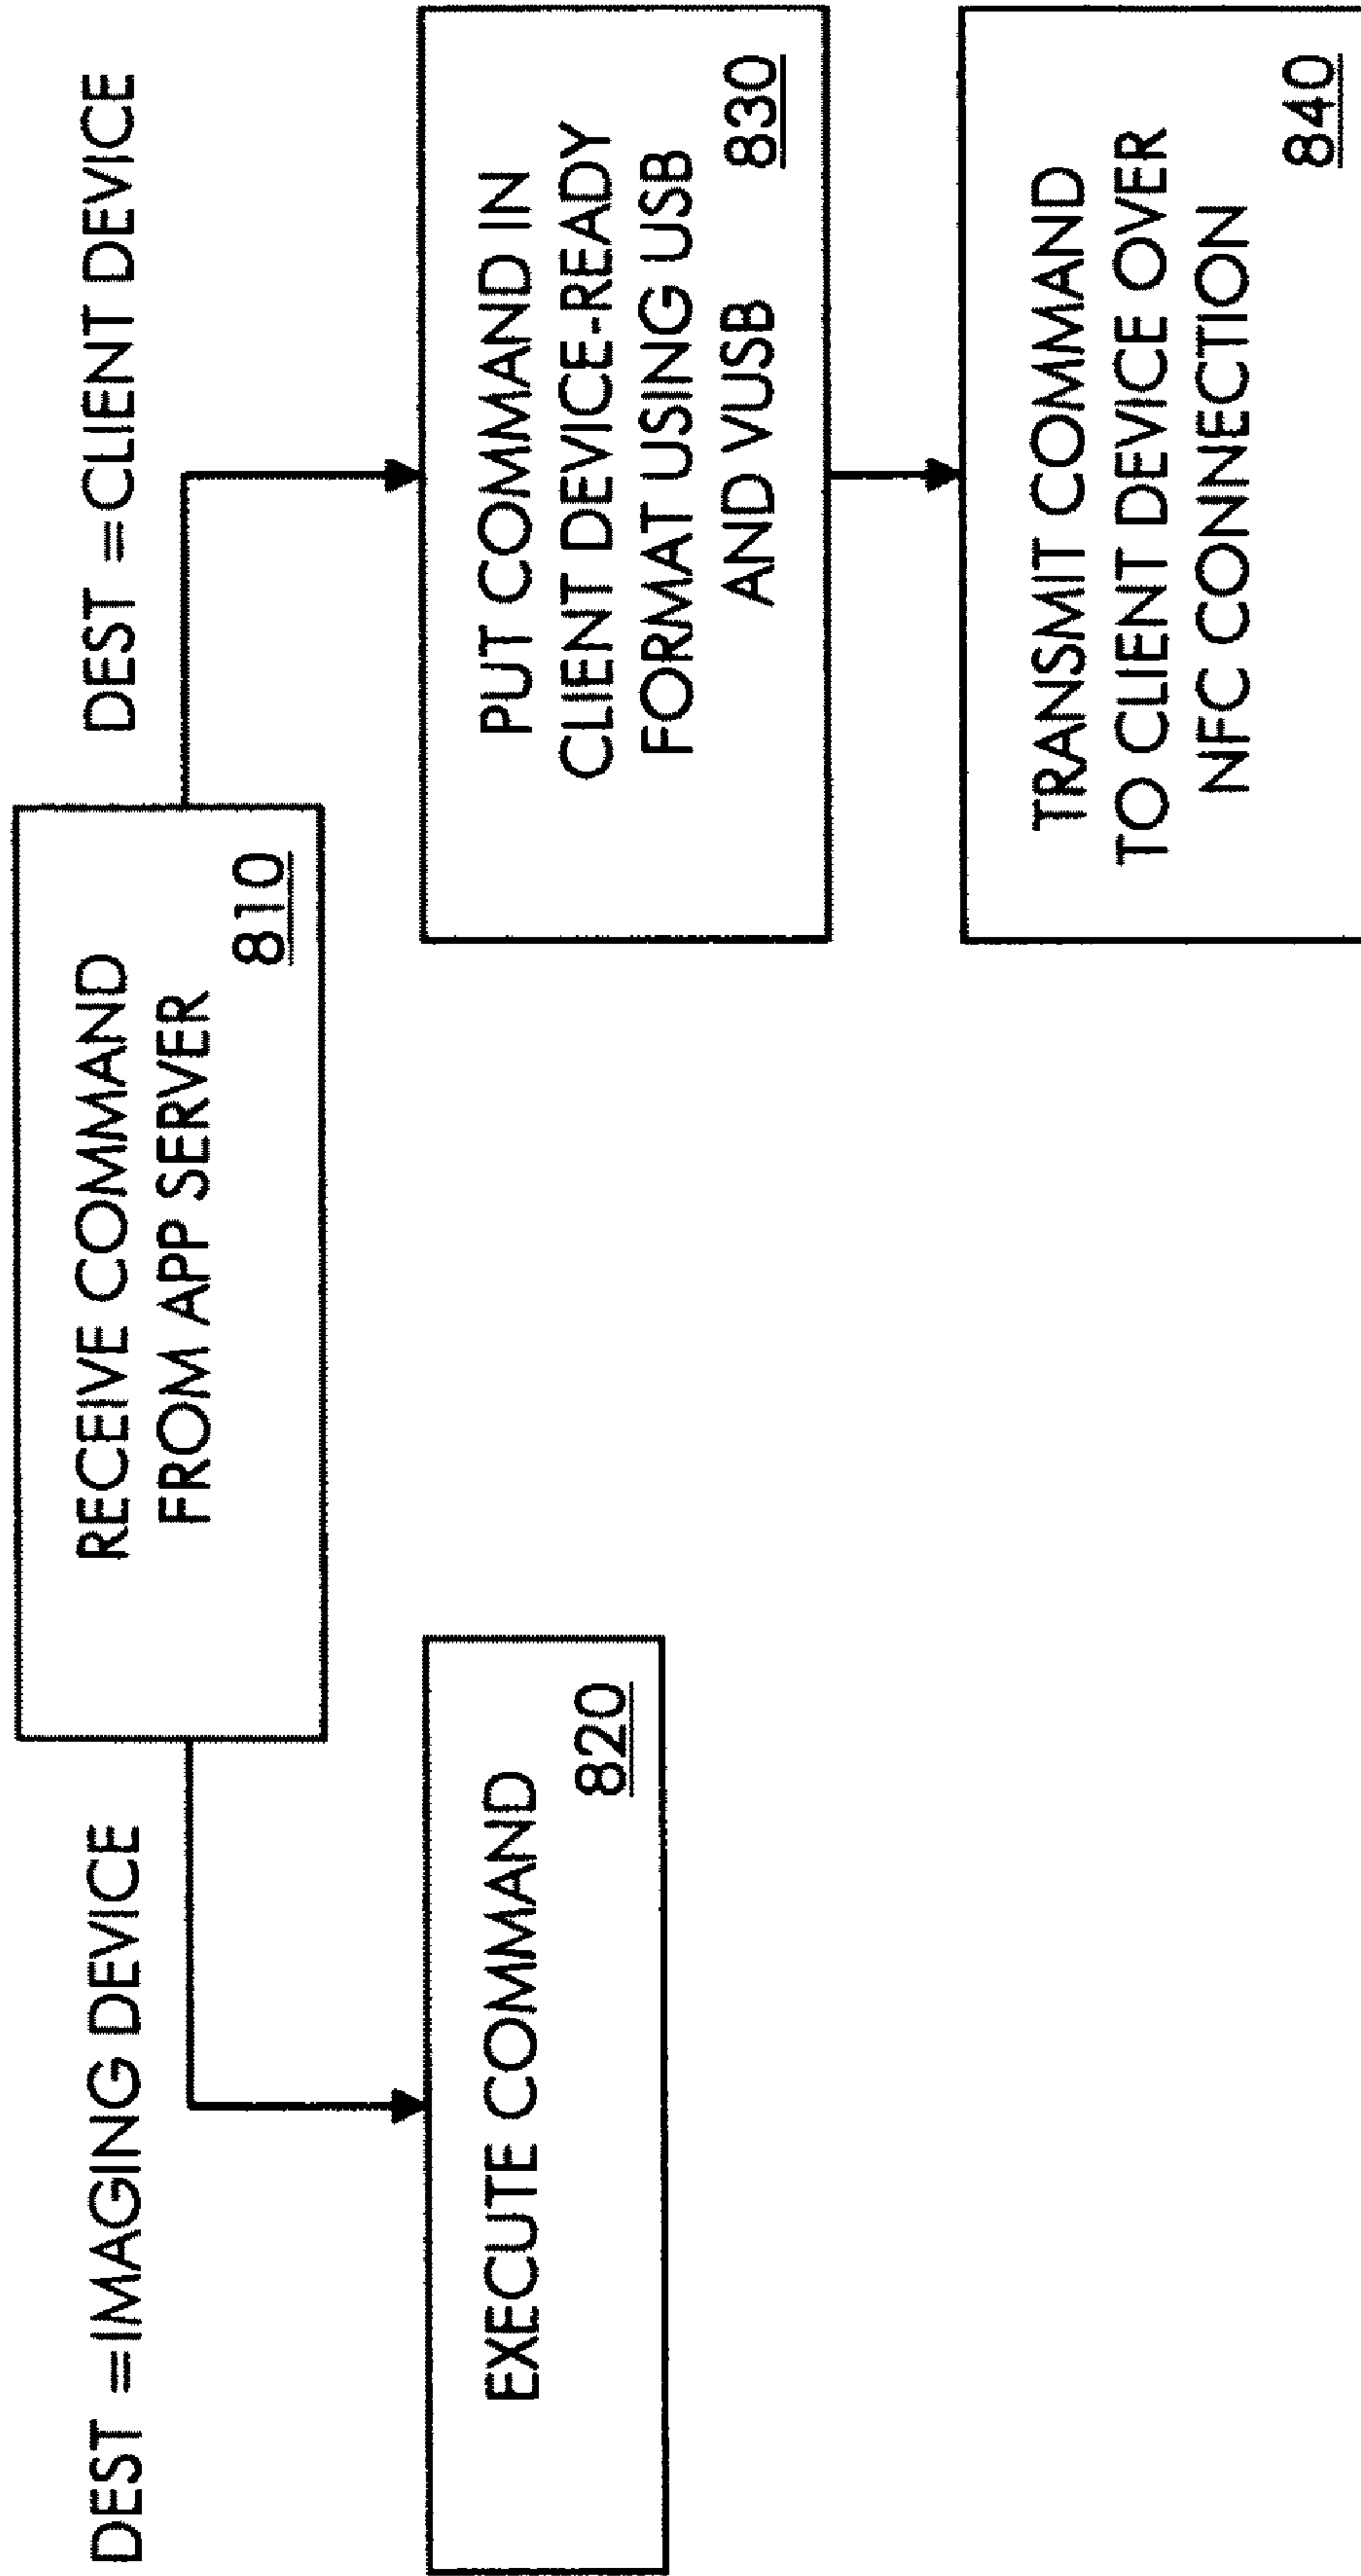 DEST =IMAGING DEVICE
DEST =CLIENT DEVICE
RECEIVE COMMAND
FROM APP SERVER
810
EXECUTE COMMAND
820
PUT COMMAND IN
CLIENT DEVICE-READY
FORMAT USING USB
AND VUSB
830
TRANSMIT COMMAND
TO CLIENT DEVICE OVER
NFC CONNECTION
840